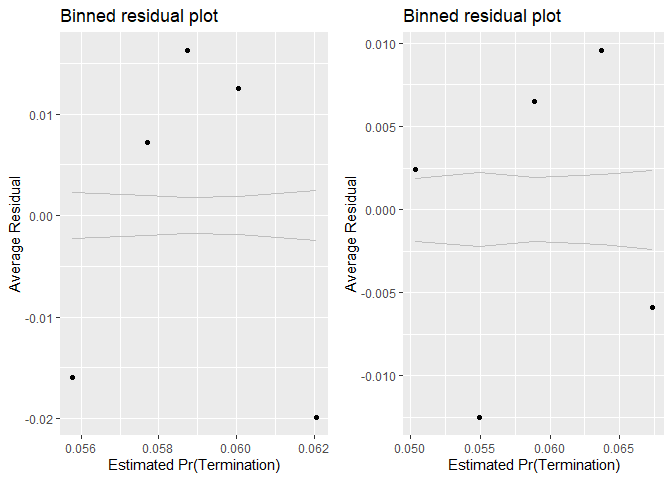 Binned residual plot
0.01
0.00
-0.01
-0.02
Average Residual
0.056
0.058
0.060
0.062
Estimated Pr(Termination)
Binned residual plot
0.010
0.005
0.000
-0.005
-0.010
Average Residual
0.050
0.055
0.060
0.065
Estimated Pr(Termination)